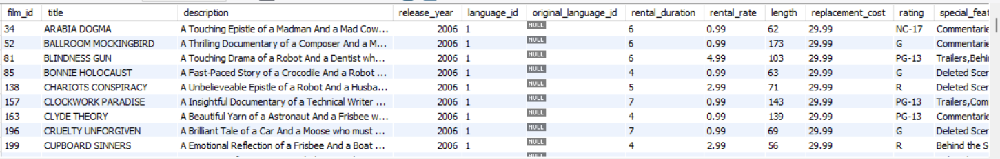 film_id title description release_year language_id original_language_id rental_duration rental_rate length replacement_cost rating special_feat
34 ARABIA DOGMA A Touching Epistle of a Madman And a Mad Cow... 2006 1 NULL 6 0.99 62 29.99 NC-17 Commentarie
52 BALLROOM MOCKINGBIRD A Thrilling Documentary of a Composer And a M... 2006 1 NULL 6 0.99 173 29.99 G Commentarie
81 BLINDNESS GUN A Touching Drama of a Robot And a Dentist wh... 2006 1 NULL 6 4.99 103 29.99 PG-13 Trailers,Behi
85 BONNIE HOLOCAUST A Fast-Paced Story of a Crocodile And a Robot ... 2006 1 NULL 4 0.99 63 29.99 G Deleted Scer
138 CHARIOTS CONSPIRACY A Unbelieveable Epistle of a Robot And a Husba... 2006 1 NULL 5 2.99 71 29.99 R Deleted Scer
157 CLOCKWORK PARADISE A Insightful Documentary of a Technical Writer ... 2006 1 NULL 7 0.99 143 29.99 PG-13 Trailers,Com
163 CLYDE THEORY A Beautiful Yarn of a Astronaut And a Frisbee w... 2006 1 NULL 4 0.99 139 29.99 PG-13 Commentarie
196 CRUELTY UNFORGIVEN A Brilliant Tale of a Car And a Moose who must ... 2006 1 NULL 7 0.99 69 29.99 G Deleted Scer
199 CUPBOARD SINNERS A Emotional Reflection of a Frisbee And a Boat ... 2006 1 NULL 4 2.99 56 29.99 R Behind the S